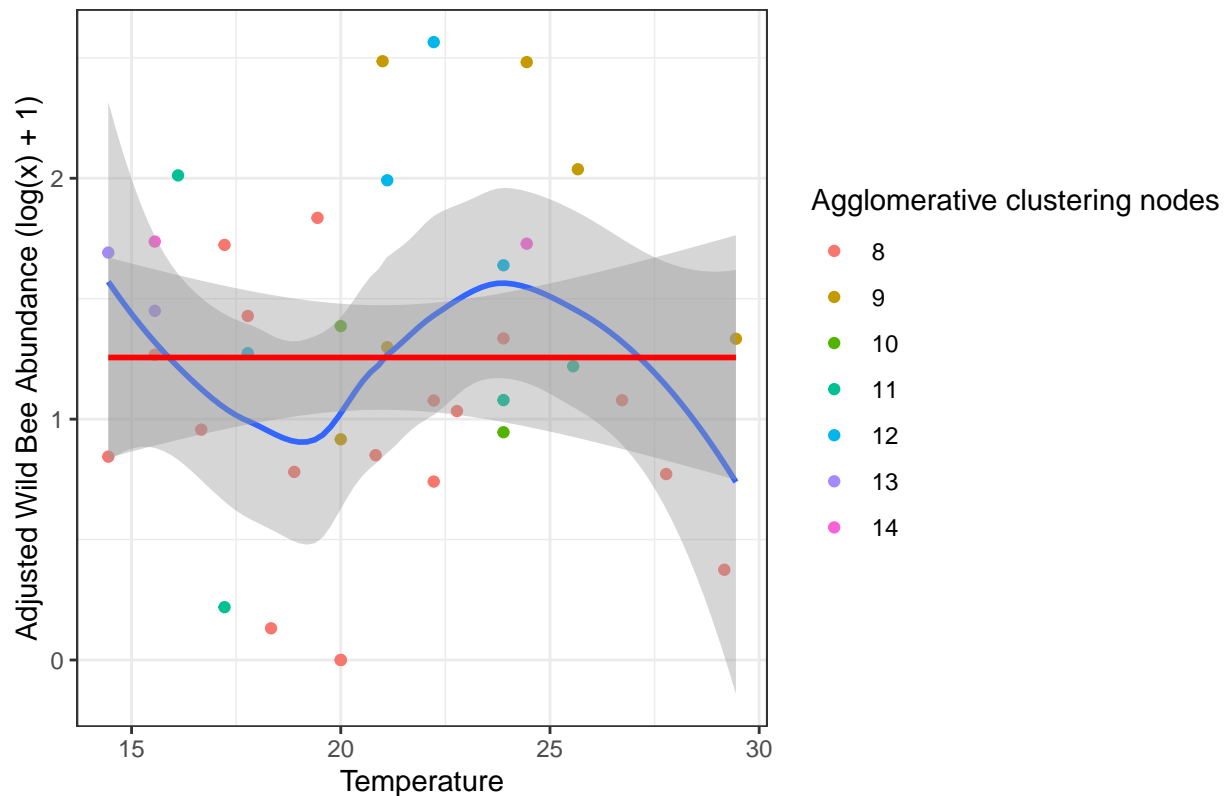 Adjusted Wild Bee Abundance (log(x) + 1)
2
1
0
15 20 25 30
Temperature
Agglomerative clustering nodes
8
9
10
11
12
13
14